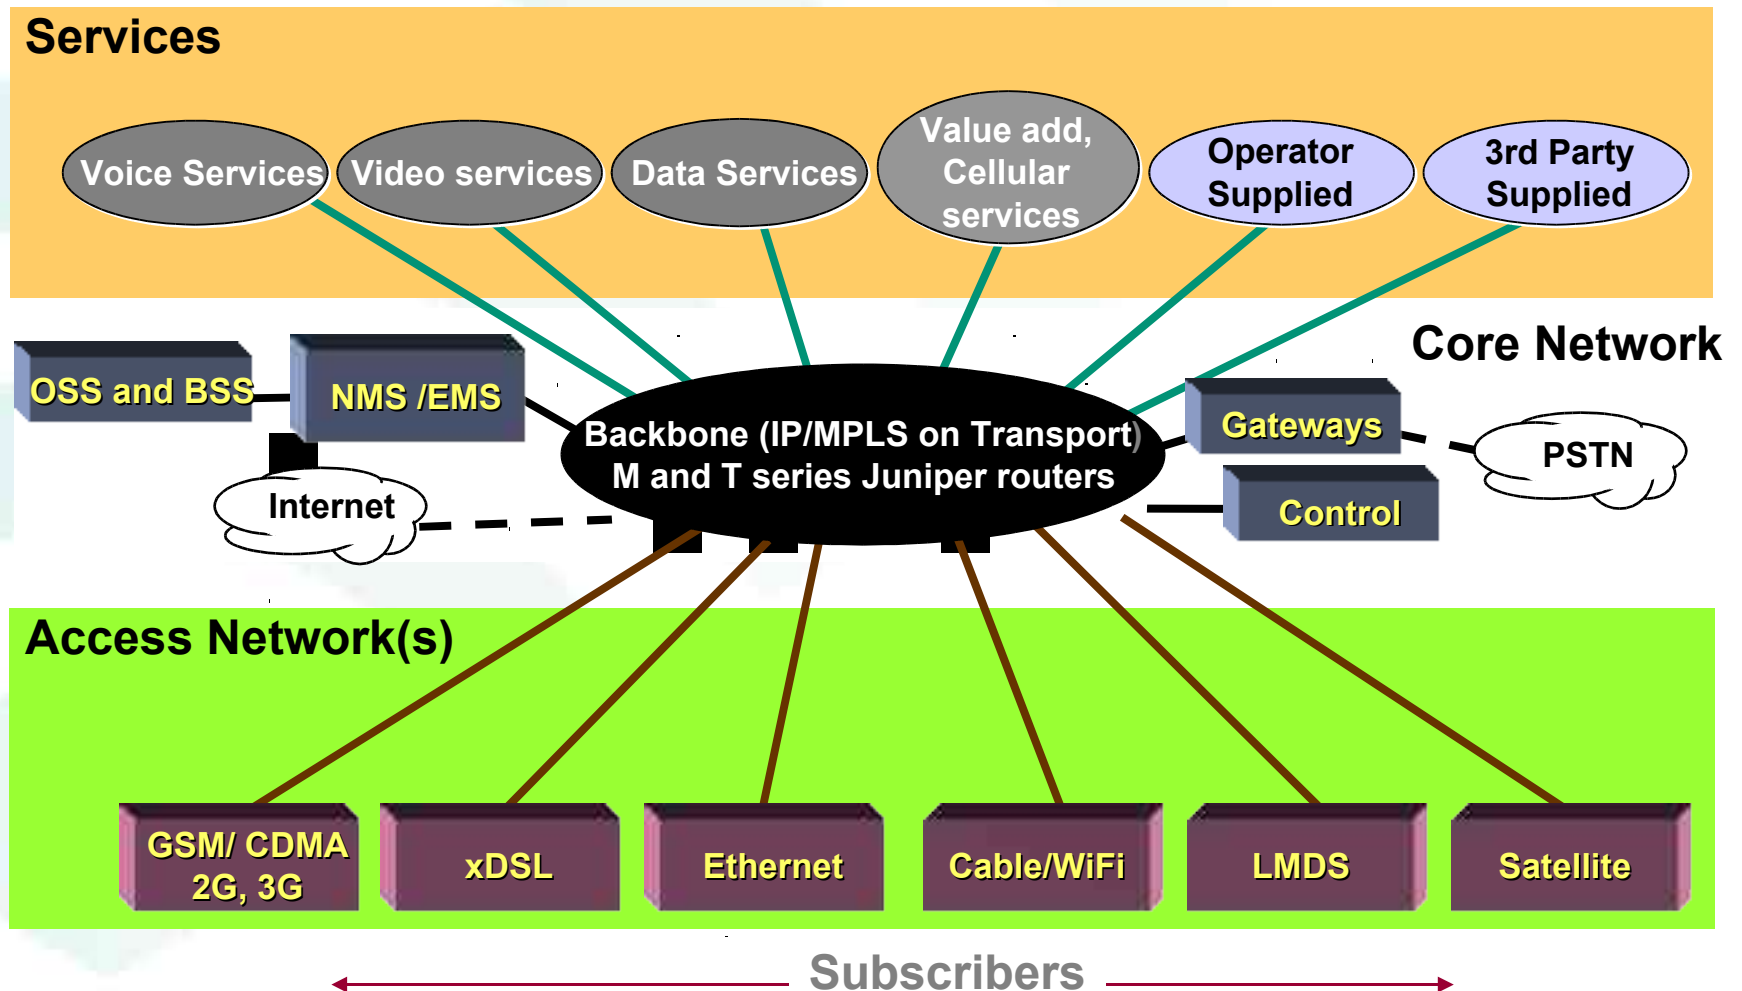 Services
Voice Services
Video services
Data Services
Value add,
Cellular
services
Operator
Supplied
3rd Party
Supplied
Core Network
OSS and BSS
NMS /EMS
Backbone (IP/MPLS on Transport)
M and T series Juniper routers
Gateways
PSTN
Internet
Control
Access Network(s)
GSM/ CDMA
2G, 3G
xDSL
Ethernet
Cable/WiFi
LMDS
Satellite
Subscribers